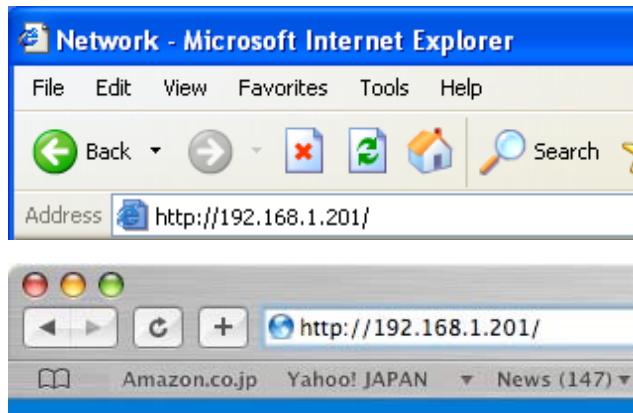 Network - Microsoft Internet Explorer
File Edit View Favorites Tools Help
Back Search
Address http://192.168.1.201/
http://192.168.1.201/
Amazon.co.jp Yahoo! JAPAN News (147)